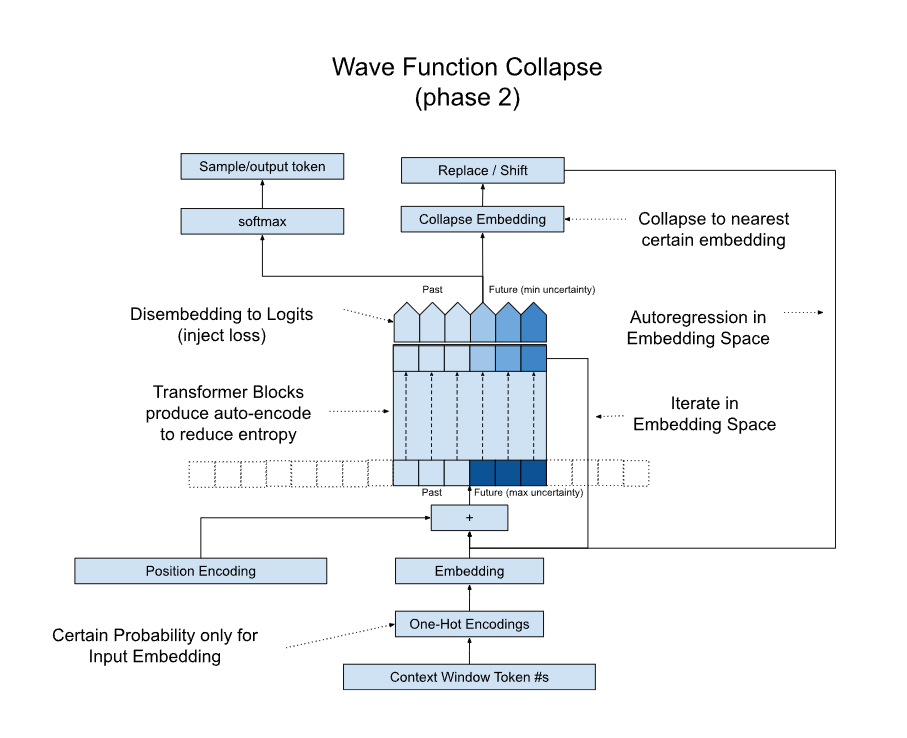 Wave Function Collapse
(phase 2)
Sample/output token
Replace / Shift
softmax
Collapse Embedding
Collapse to nearest
certain embedding
Past
Future (min uncertainty)
Disembedding to Logits
(inject loss)
Autoregression in
Embedding Space
Transformer Blocks
produce auto-encode
to reduce entropy
Iterate in
Embedding Space
Past
Future (max uncertainty)
+
Position Encoding
Embedding
One-Hot Encodings
Certain Probability only for
Input Embedding
Context Window Token #s